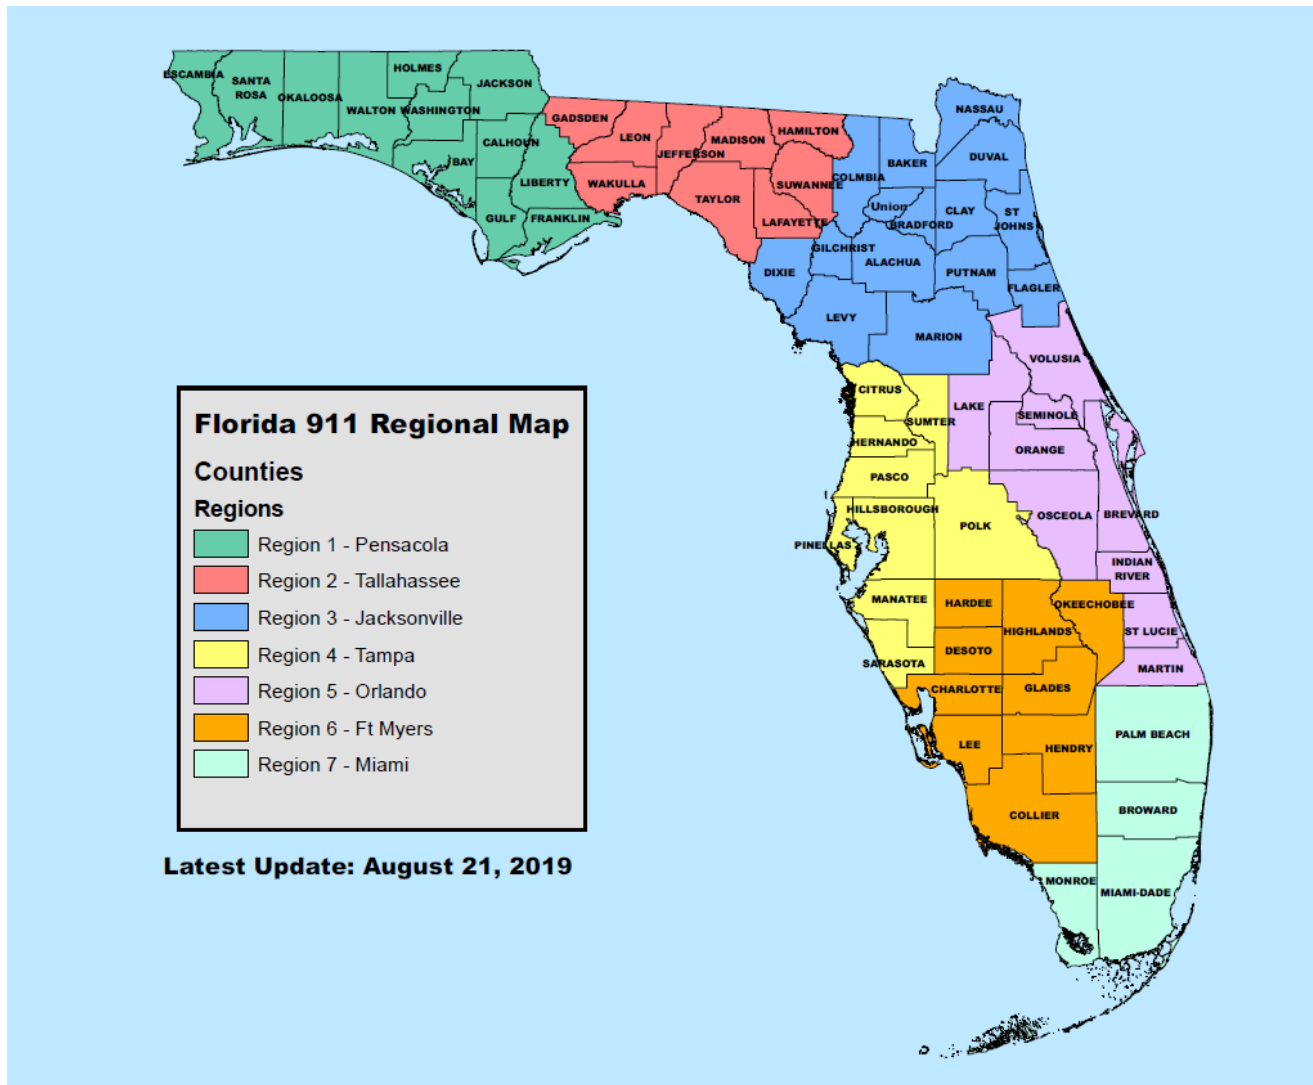 ESCAMBIA
SANTA
ROSA
OKALOOSA
WALTON
HOLMES
WASHINGTON
JACKSON
BAY
CALHOUN
GULF
LIBERTY
FRANKLIN
GADSDEN
LEON
WAKULLA
JEFFERSON
MADISON
TAYLOR
HAMILTON
SUWANNEE
LAFAYETTE
COLMBIA
BAKER
NASSAU
DUVAL
Union
BRADFORD
CLAY
ST
JOHNS
GILCHRIST
ALACHUA
PUTNAM
DIXIE
FLAGLER
LEVY
MARION
VOLUSIA
CITRUS
SUMTER
LAKE
SEMINOLE
HERNANDO
ORANGE
PASCO
HILLSBOROUGH
POLK
OSCEOLA
BREVARD
PINELLAS
INDIAN
RIVER
MANATEE
HARDEE
OKEECHOBEE
HIGHLANDS
ST LUCIE
DESOTO
SARASOTA
MARTIN
CHARLOTTE
GLADES
PALM BEACH
LEE
HENDRY
COLLIER
BROWARD
MONROE
MIAMI-DADE
Florida 911 Regional Map
Counties
Regions
Region 1 - Pensacola
Region 2 - Tallahassee
Region 3 - Jacksonville
Region 4 - Tampa
Region 5 - Orlando
Region 6 - Ft Myers
Region 7 - Miami
Latest Update: August 21, 2019